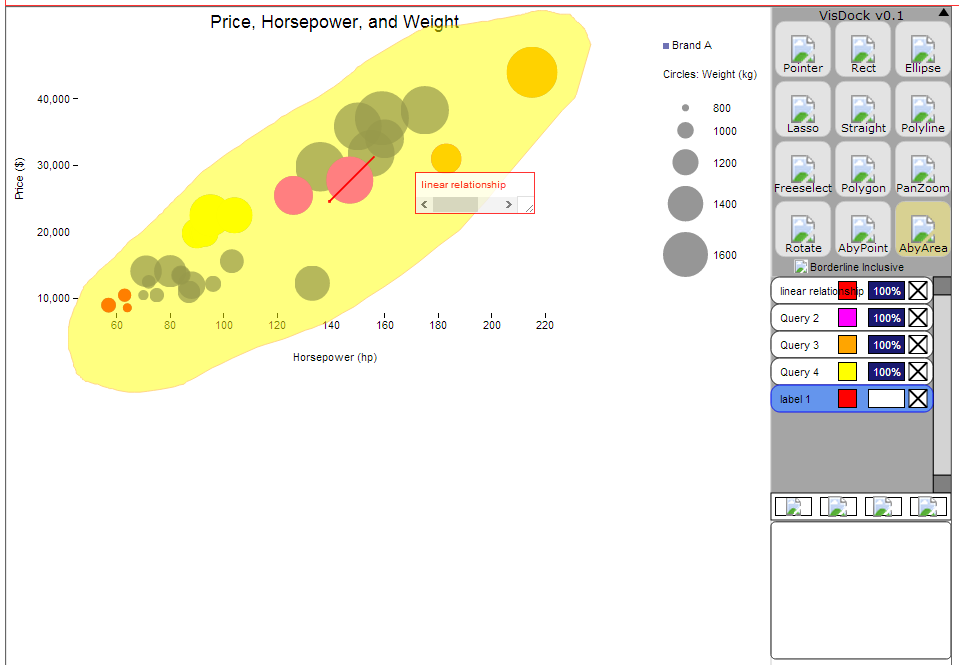 Price, Horsepower, and Weight
Price ($)
40,000
30,000
20,000
10,000
60 80 100 120 140 160 180 200 220
Horsepower (hp)
linear relationship
Brand A
Circles: Weight (kg)
800
1000
1200
1400
1600
VisDock v0.1
Pointer Rect Ellipse
Lasso Straight Polyline
Freeselect Polygon PanZoom
Rotate AbyPoint AbyArea
Borderline Inclusive
linear relationship 100%
Query 2 100%
Query 3 100%
Query 4 100%
label 1